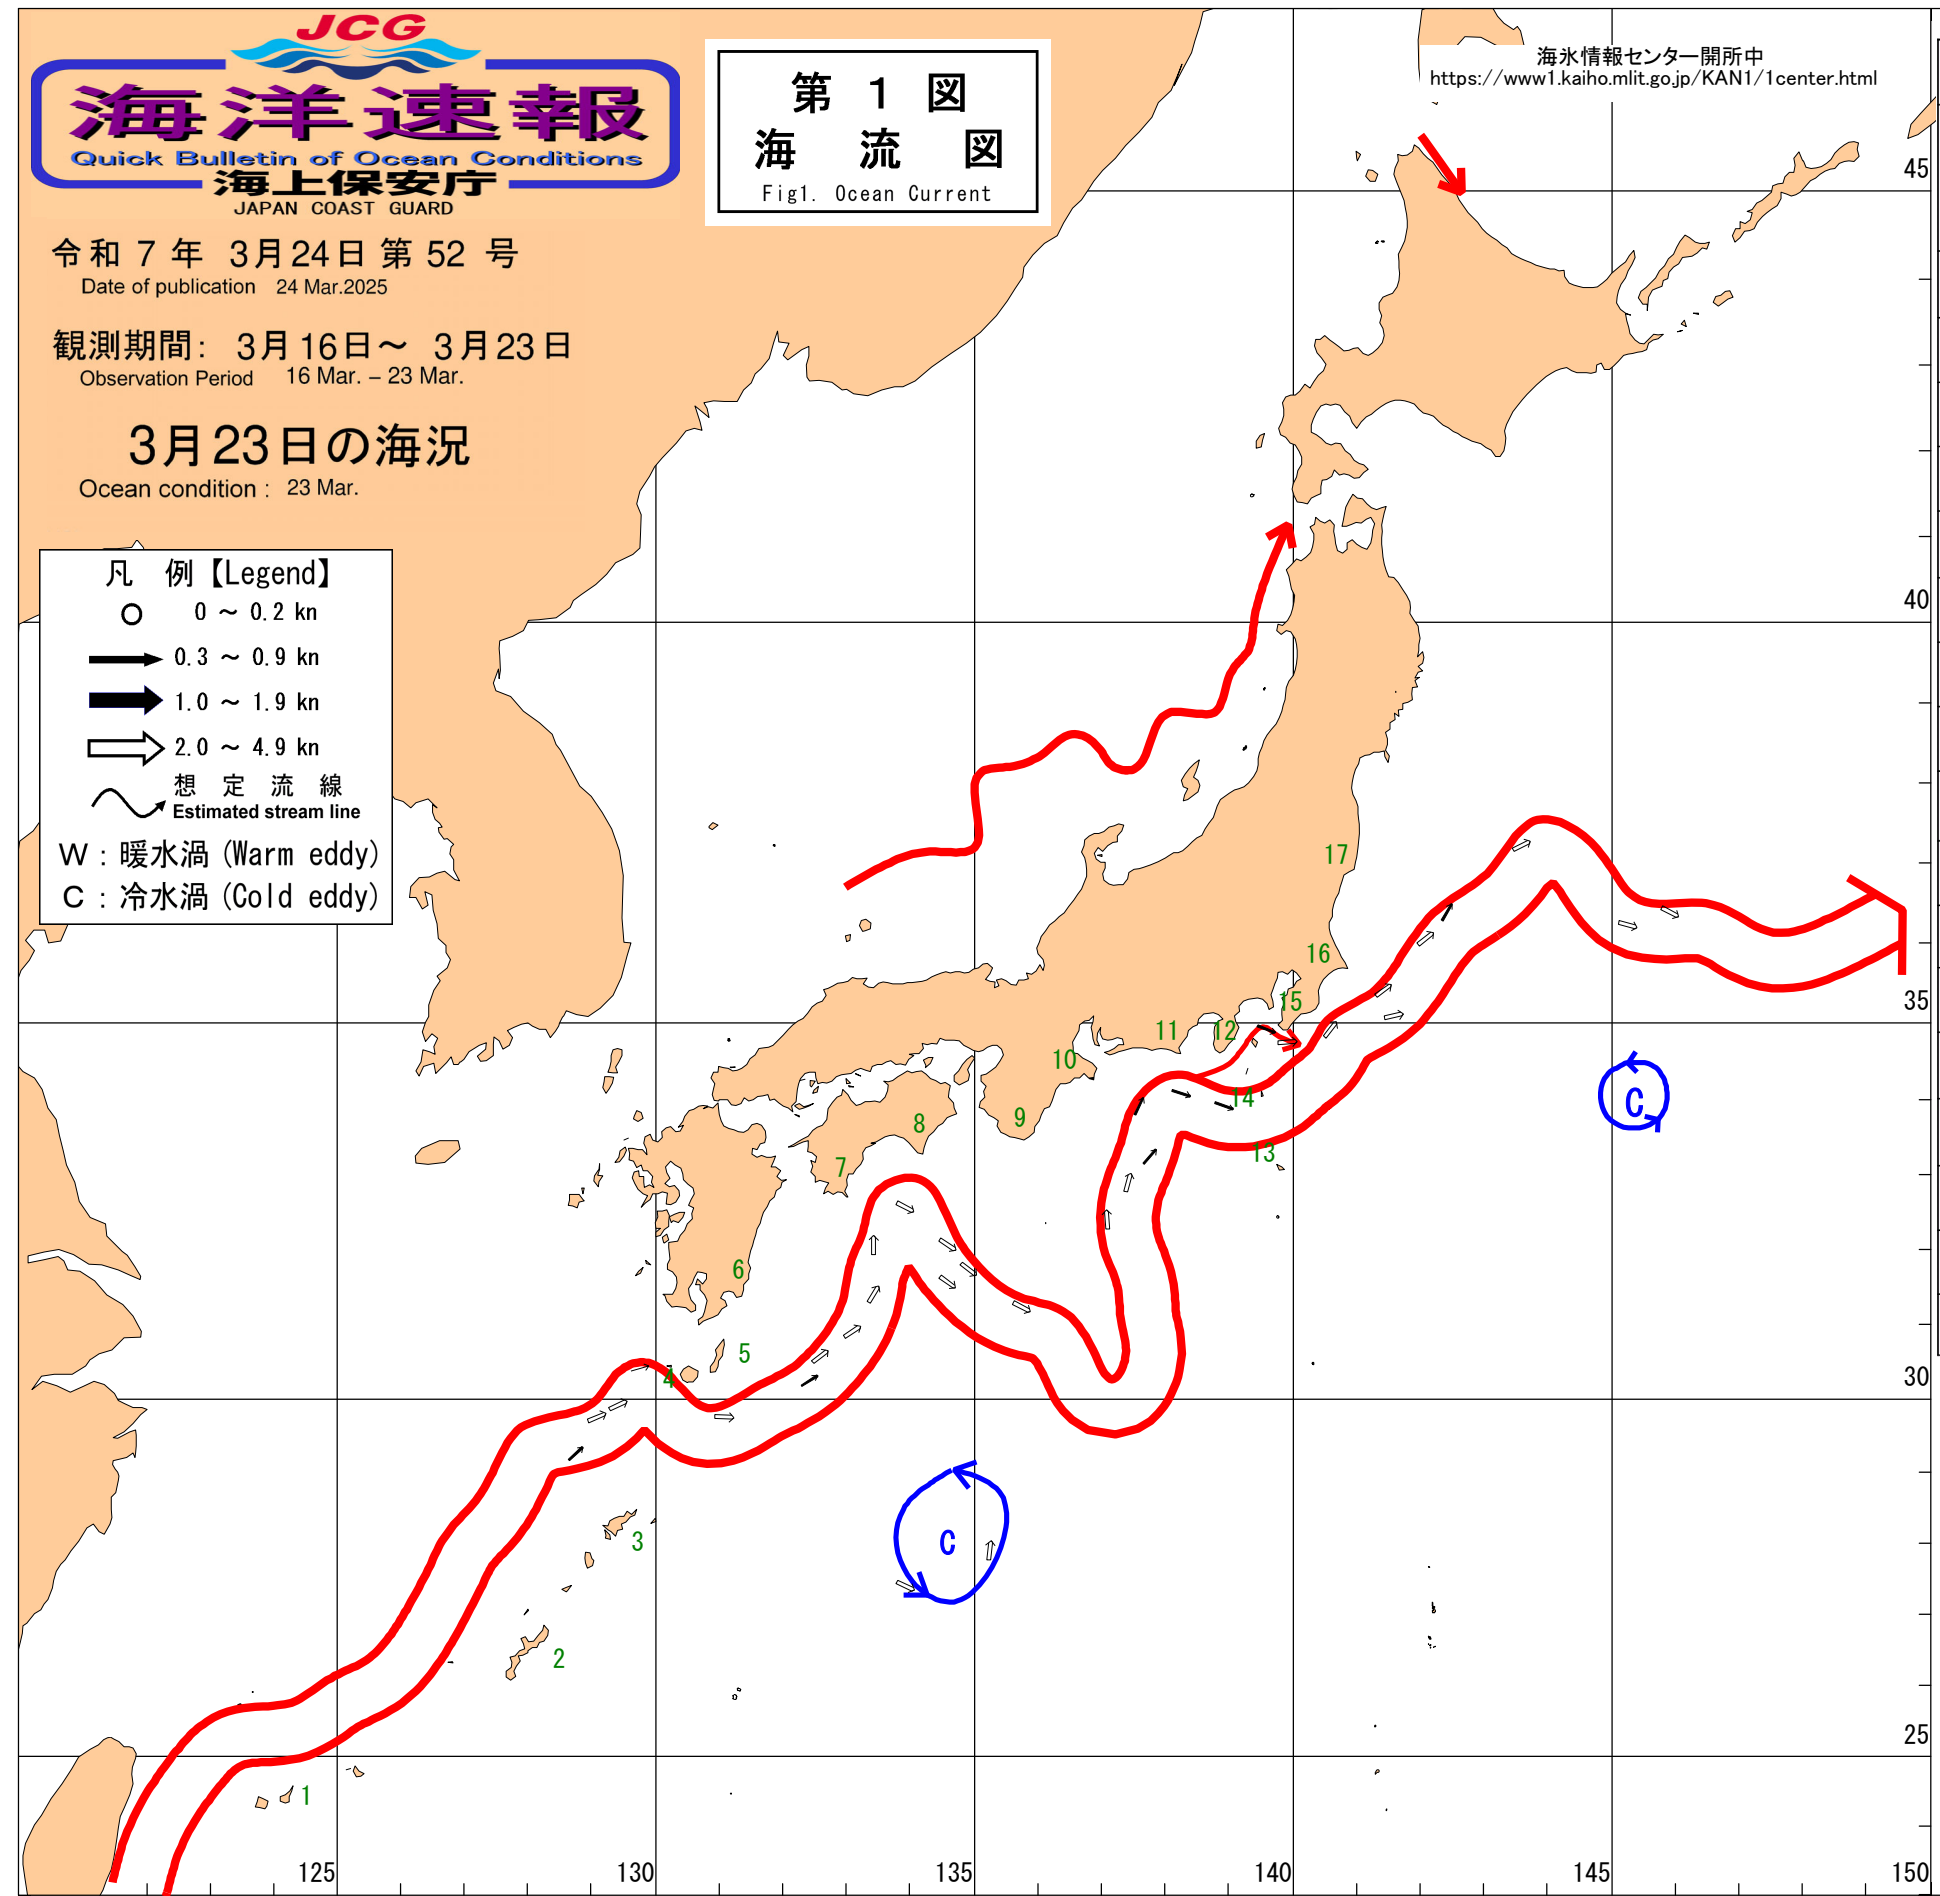 JCG
海洋速報
Quick Bulletin of Ocean Conditions
海上保安庁
JAPAN COAST GUARD
令和 7 年 3月24日 第 52 号
Date of publication 24 Mar.2025
観測期間: 3月16日～ 3月23日
Observation Period 16 Mar. – 23 Mar.
3月23日の海況
Ocean condition : 23 Mar.
第 1 図
海 流 図
Fig1. Ocean Current
海氷情報センター開所中
https://www1.kaiho.mlit.go.jp/KAN1/1center.html
凡 例【Legend】
0 ～ 0.2 kn
0.3 ～ 0.9 kn
1.0 ～ 1.9 kn
2.0 ～ 4.9 kn
想 定 流 線
Estimated stream line
W : 暖水渦 (Warm eddy)
C : 冷水渦 (Cold eddy)
45
40
17
16
35
15
12
11
10
14
C
9
8
13
7
6
5
4
30
3
C
2
25
1
125
130
135
140
145
150